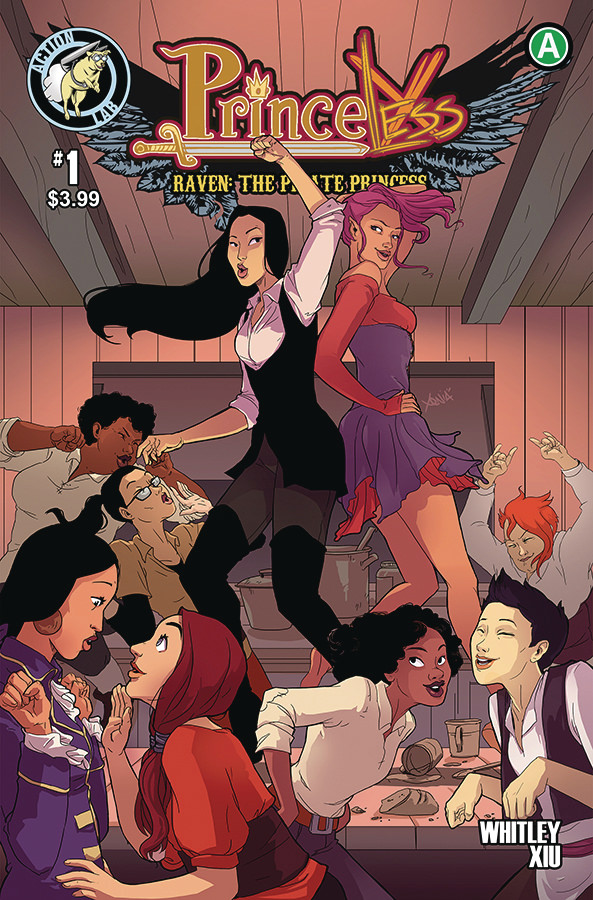 ACTION
LAB
A
PrinceLess
#1
$3.99
RAVEN: THE PIRATE PRINCESS
WHITLEY
XIU